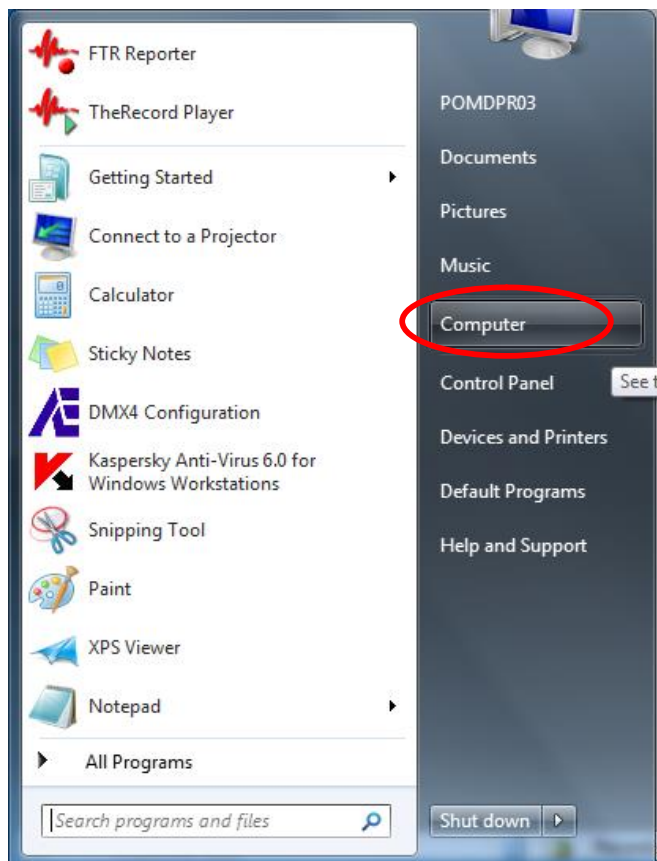 FTR Reporter
TheRecord Player
Getting Started
Connect to a Projector
Calculator
Sticky Notes
DMX4 Configuration
Kaspersky Anti-Virus 6.0 for
Windows Workstations
Snipping Tool
Paint
XPS Viewer
Notepad
All Programs
Search programs and files
POMDPR03
Documents
Pictures
Music
Computer
Control Panel
See t
Devices and Printers
Default Programs
Help and Support
Shut down